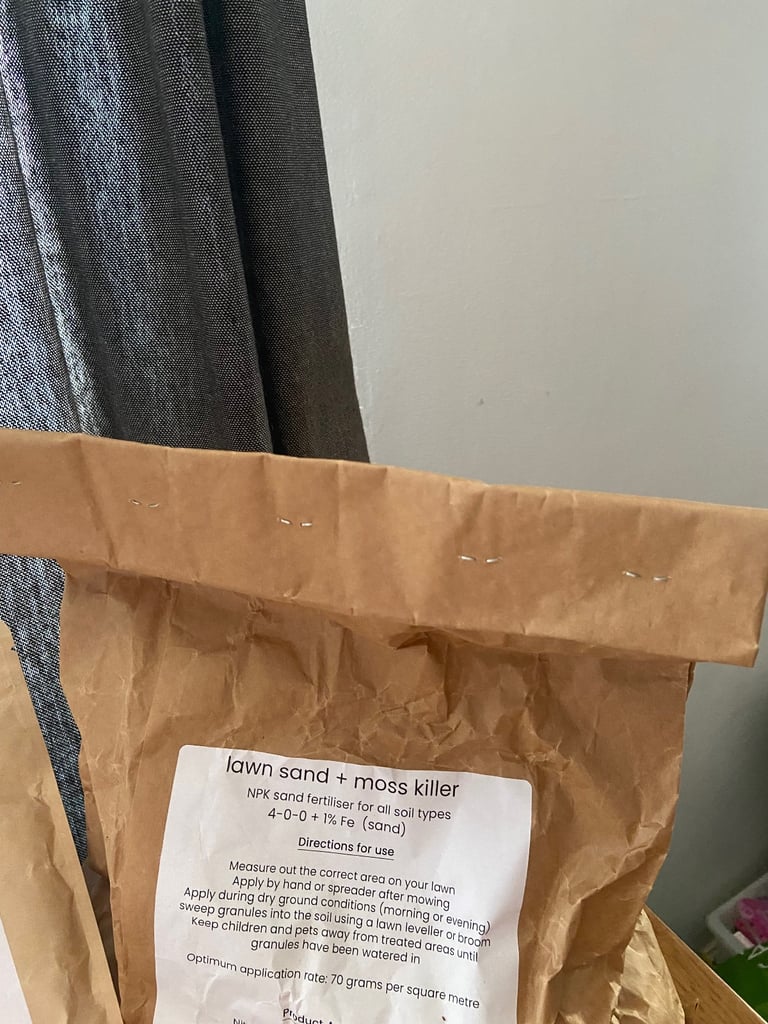 lawn sand + moss killer
NPK sand fertiliser for all soil types
4-0-0 + 1% Fe (sand)
Directions for use
Measure out the correct area on your lawn
Apply by hand or spreader after mowing
Apply during dry ground conditions (morning or evening)
sweep granules into the soil using a lawn leveller or broom
Keep children and pets away from treated areas until
granules have been watered in
Optimum application rate: 70 grams per square metre
Product